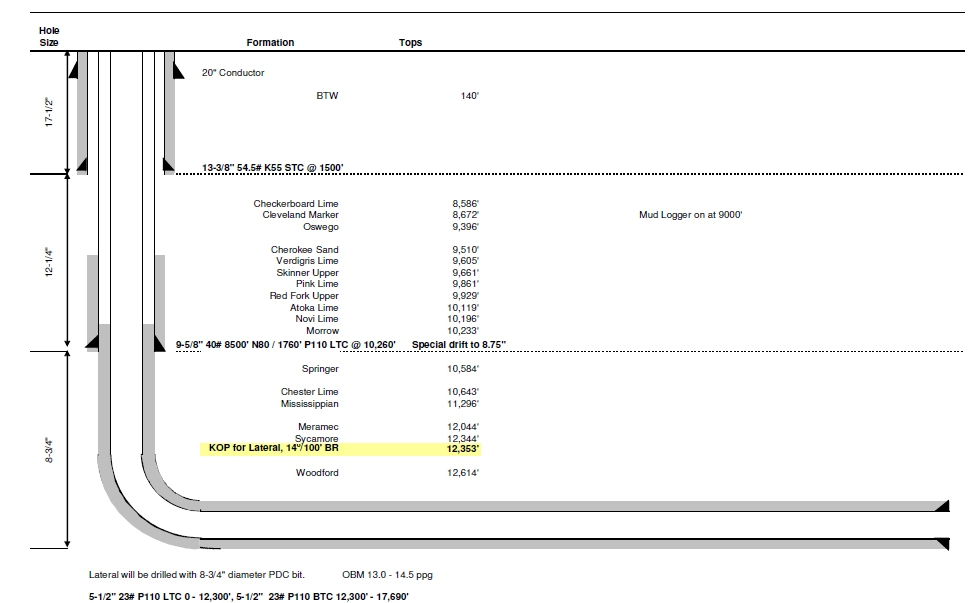 Hole
Size Formation Tops
20" Conductor
BTW 140'
17-1/2"
13-3/8" 54.5# K55 STC @ 1500'
Checkerboard Lime 8,586'
Cleveland Marker 8,672' Mud Logger on at 9000'
Oswego 9,396'
Cherokee Sand 9,510'
Verdigris Lime 9,605'
12-1/4"
Skinner Upper 9,661'
Pink Lime 9,861'
Red Fork Upper 9,929'
Atoka Lime 10,119'
Novi Lime 10,196'
Morrow 10,233'
9-5/8" 40# 8500' N80 / 1760' P110 LTC @ 10,260' Special drift to 8.75"
Springer 10,584'
Chester Lime 10,643'
Mississippian 11,296'
Meramec 12,044'
Sycamore 12,344'
8-3/4"
KOP for Lateral, 14°/100' BR 12,353'
Woodford 12,614'
Lateral will be drilled with 8-3/4" diameter PDC bit. OBM 13.0 - 14.5 ppg
5-1/2" 23# P110 LTC 0 - 12,300', 5-1/2" 23# P110 BTC 12,300' - 17,690'